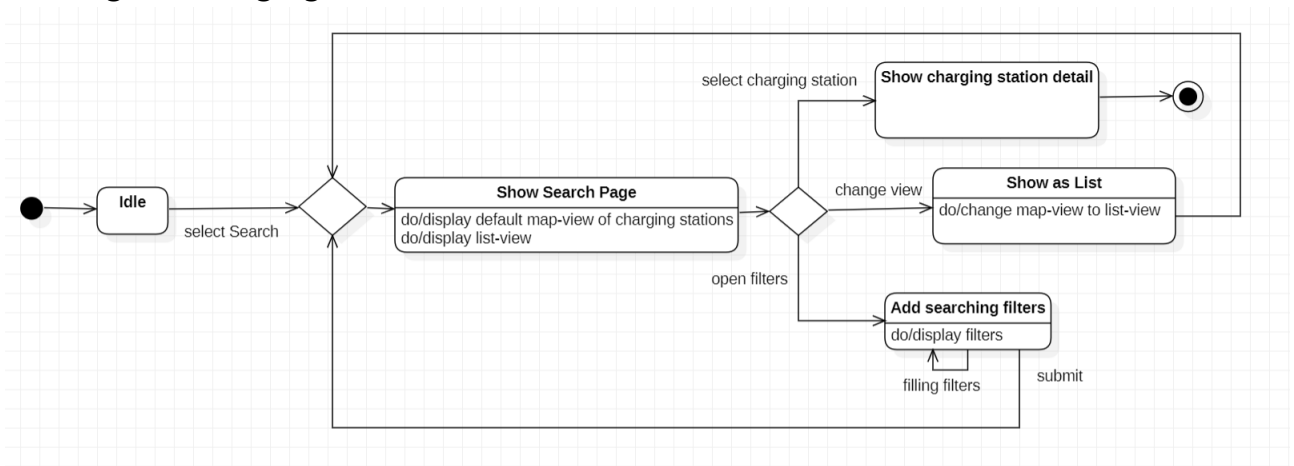 select charging station
Show charging station detail
Idle
select Search
Show Search Page
do/display default map-view of charging stations
do/display list-view
change view
Show as List
do/change map-view to list-view
open filters
Add searching filters
do/display filters
filling filters
submit